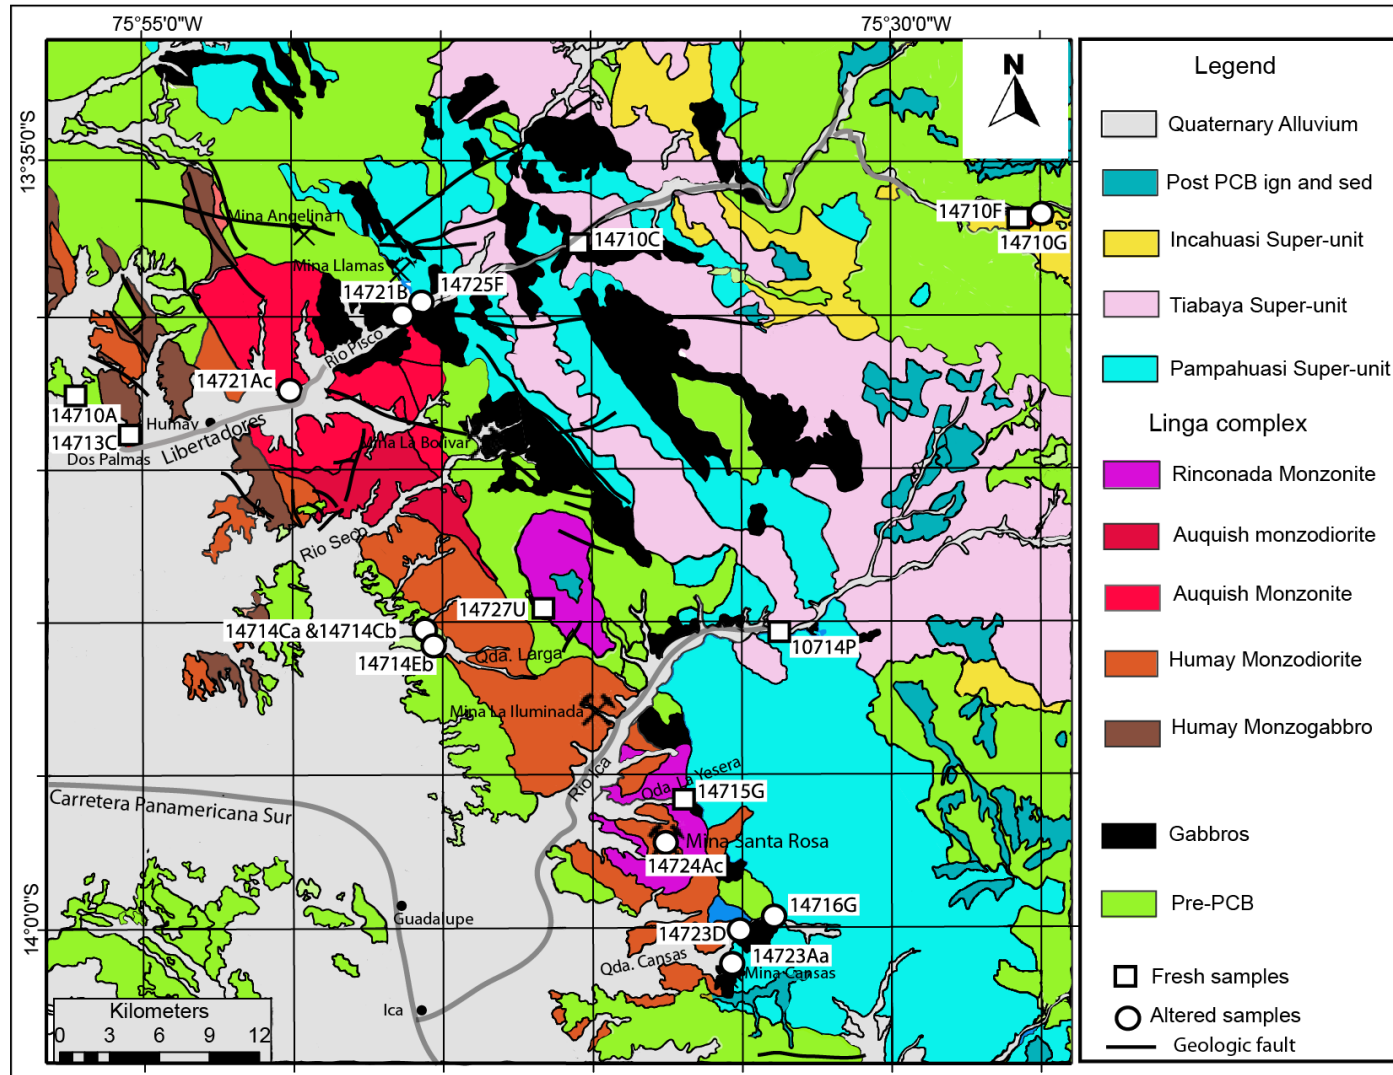 75°55'0"W
75°30'0"W
13°35'0"S
14°0'0"S
N
Mina Angelina I
Mina Llamas
14721B
14725F
14710C
14710F
14710G
Rio Pisco
14721Ac
14710A
14713C
Humay
Dos Palmas
Libertadores
Mina La Bolivar
Rio Seco
14727U
14714Ca &14714Cb
14714Eb
Qda. Larga
10714P
Mina La Iluminada
Rio Ica
Qda. La Yesera
14715G
Mina Santa Rosa
14724Ac
Carretera Panamericana Sur
Guadalupe
14716G
14723D
14723Aa
Qda. Cansas
Mina Cansas
Ica
Kilometers
0 3 6 9 12
Legend
Quaternary Alluvium
Post PCB ign and sed
Incahuasi Super-unit
Tiabaya Super-unit
Pampahuasi Super-unit
Linga complex
Rinconada Monzonite
Auquish monzodiorite
Auquish Monzonite
Humay Monzodiorite
Humay Monzogabbro
Gabbros
Pre-PCB
Fresh samples
Altered samples
Geologic fault